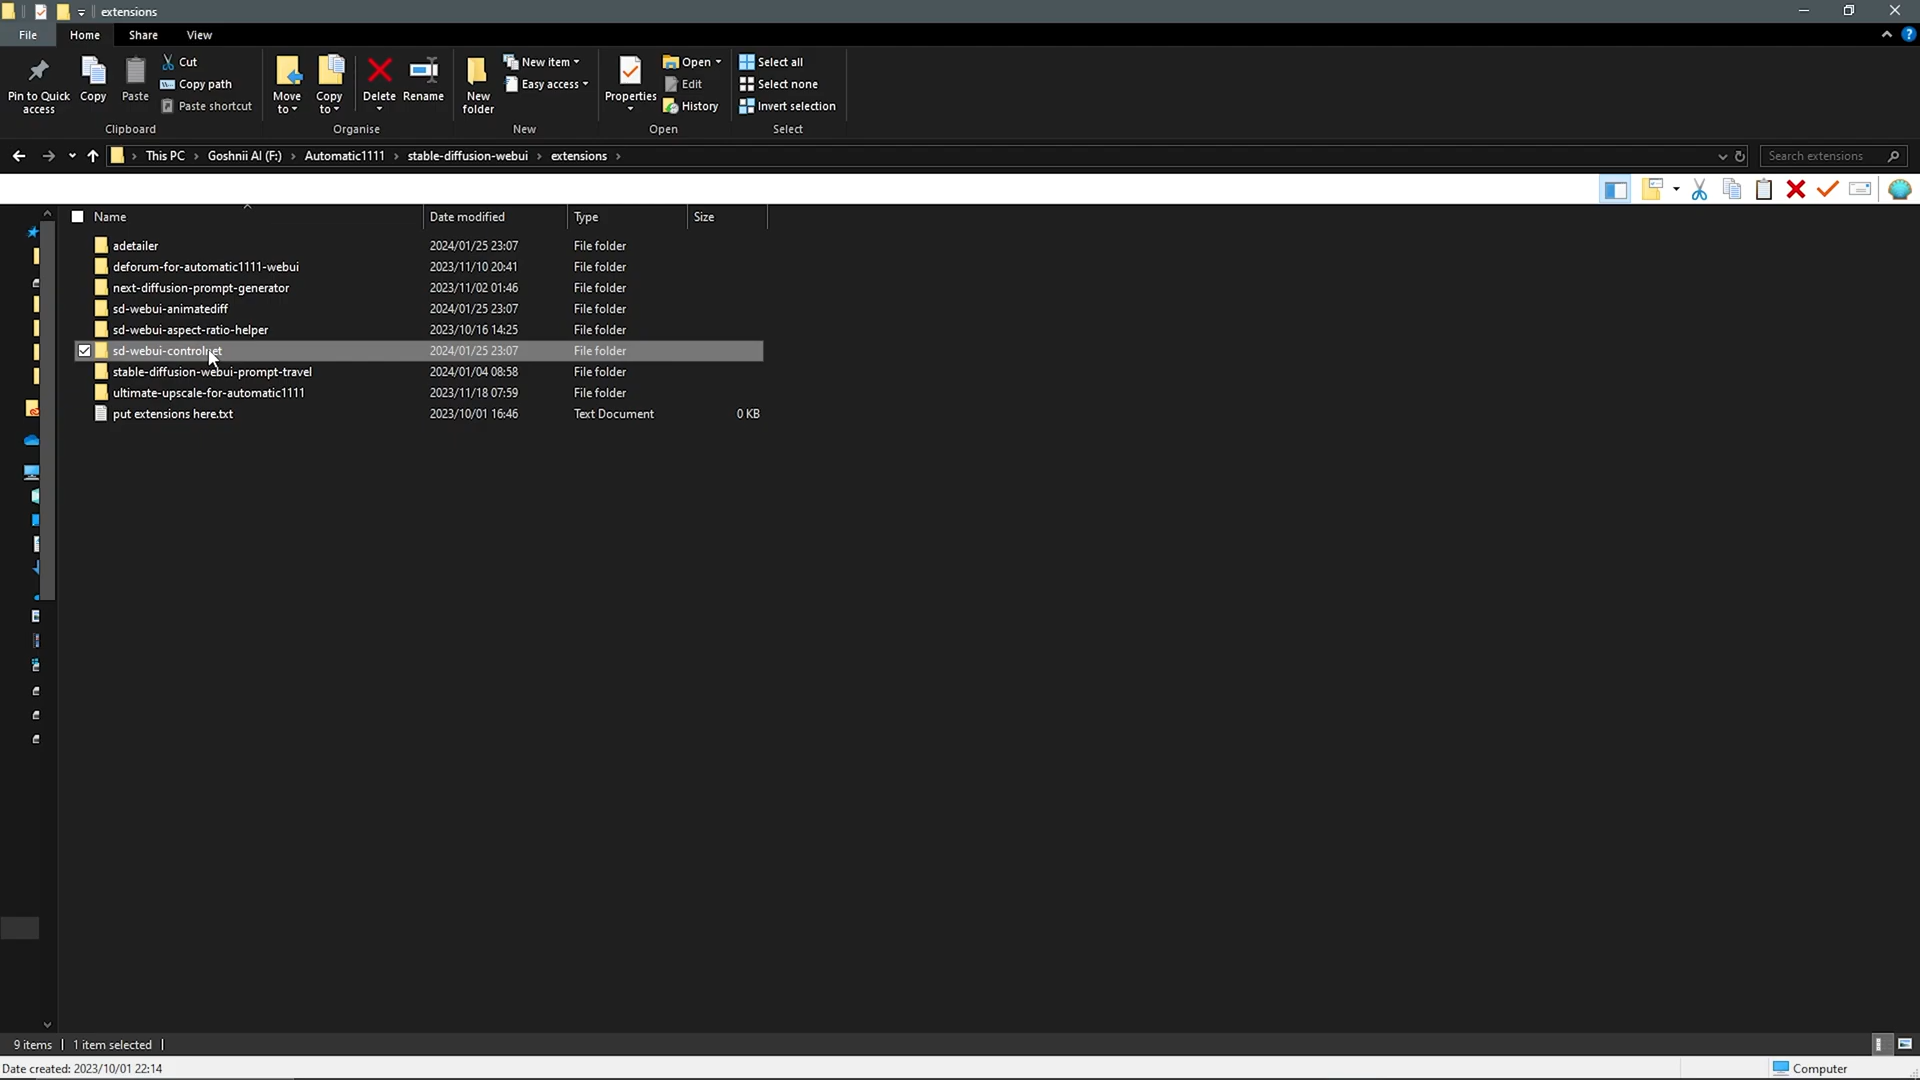 extensions
File Home Share View
Pin to Quick access
Copy
Paste
Cut
Copy path
Paste shortcut
Clipboard
Move to
Copy to
Delete
Rename
Organise
New folder
New item
Easy access
New
Properties
Open
Edit
History
Open
Select all
Select none
Invert selection
Select
This PC > Goshnii AI (F:) > Automatic1111 > stable-diffusion-webui > extensions >
Search extensions
Name Date modified Type Size
adetailer 2024/01/25 23:07 File folder
deforum-for-automatic1111-webui 2023/11/10 20:41 File folder
next-diffusion-prompt-generator 2023/11/02 01:46 File folder
sd-webui-animatediff 2024/01/25 23:07 File folder
sd-webui-aspect-ratio-helper 2023/10/16 14:25 File folder
sd-webui-controlnet 2024/01/25 23:07 File folder
stable-diffusion-webui-prompt-travel 2024/01/04 08:58 File folder
ultimate-upscale-for-automatic1111 2023/11/18 07:59 File folder
put extensions here.txt 2023/10/01 16:46 Text Document 0 KB
9 items | 1 item selected |
Date created: 2023/10/01 22:14
Computer